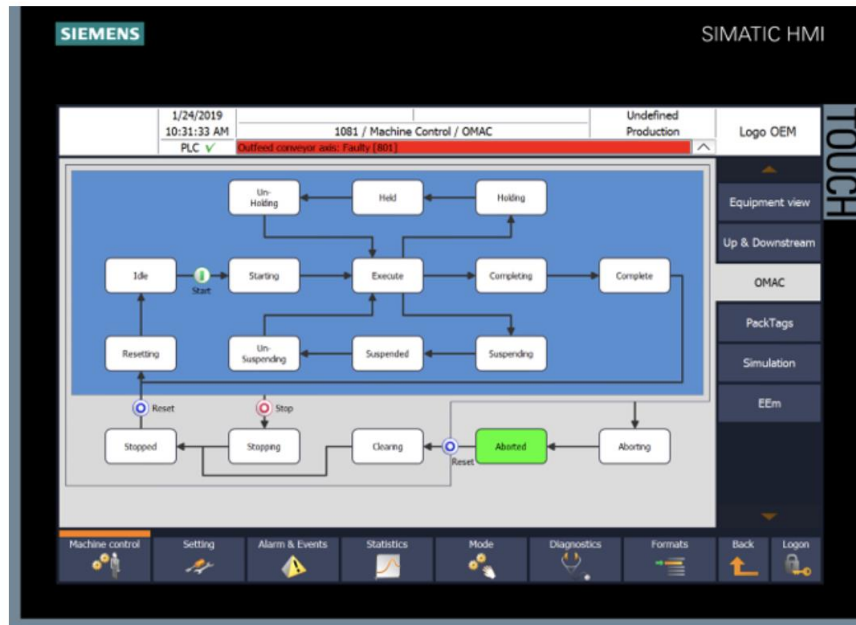 SIEMENS
SIMATIC HMI
TOUCH
1/24/2019
10:31:33 AM
PLC
1081 / Machine Control / OMAC
Outfeed conveyor axis: Faulty [801]
Undefined
Production
Logo OEM
Un-
Holding
Held
Holding
Idle
Start
Starting
Execute
Completing
Complete
Resetting
Un-
Suspending
Suspended
Suspending
Reset
Stop
Stopped
Stopping
Clearing
Reset
Aborted
Aborting
Equipment view
Up & Downstream
OMAC
PackTags
Simulation
EEm
Machine control
Setting
Alarm & Events
Statistics
Mode
Diagnostics
Formats
Back
Logon